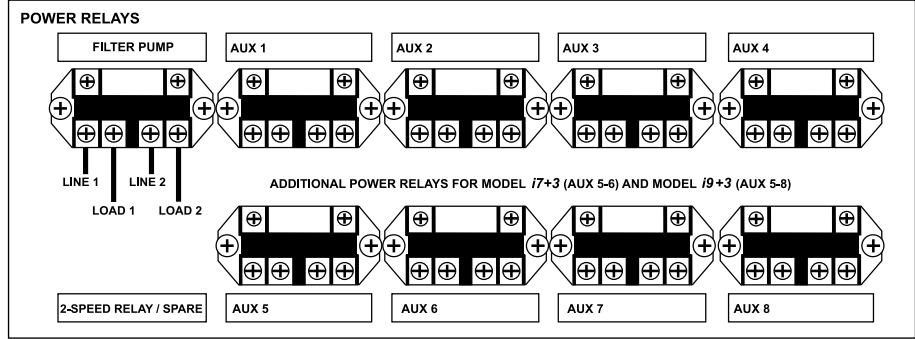 POWER RELAYS
FILTER PUMP
AUX 1
AUX 2
AUX 3
AUX 4
LINE 1
LINE 2
LOAD 1
LOAD 2
ADDITIONAL POWER RELAYS FOR MODEL i7+3 (AUX 5-6) AND MODEL i9+3 (AUX 5-8)
2-SPEED RELAY / SPARE
AUX 5
AUX 6
AUX 7
AUX 8